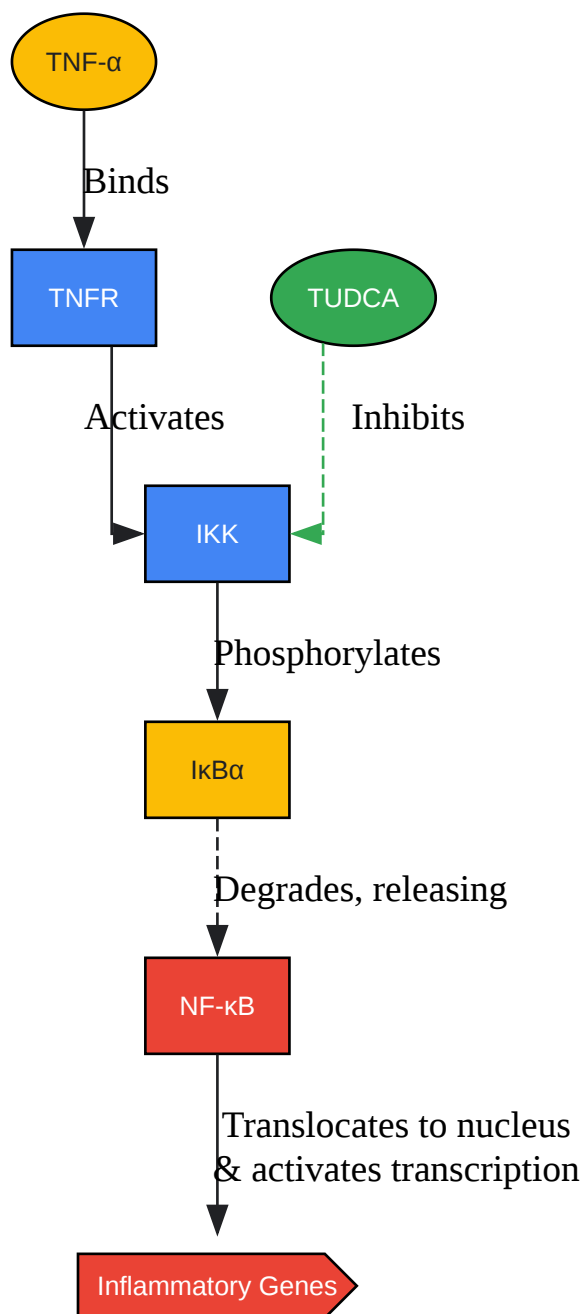 TNF-α
Binds
TNFR
TUDCA
Activates
Inhibits
IKK
Phosphorylates
IκBα
Degrades, releasing
NF-κB
Translocates to nucleus
& activates transcription
Inflammatory Genes